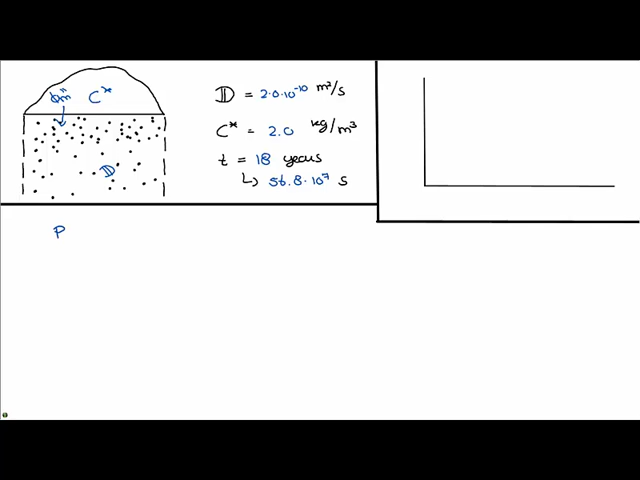 ϕm" C*
𝔻
𝔻 = 2.0·10⁻¹⁰ m²/s
C* = 2.0 kg/m³
t = 18 years
↳ 56.8·10⁷ s
P